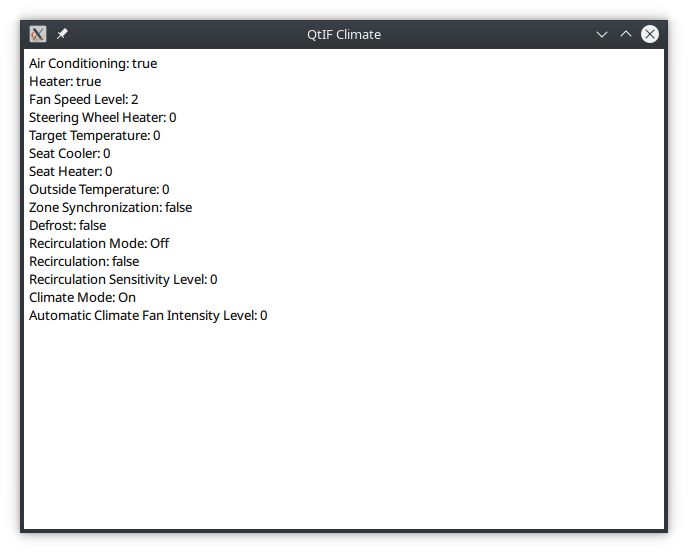 QtIF Climate
Air Conditioning: true
Heater: true
Fan Speed Level: 2
Steering Wheel Heater: 0
Target Temperature: 0
Seat Cooler: 0
Seat Heater: 0
Outside Temperature: 0
Zone Synchronization: false
Defrost: false
Recirculation Mode: Off
Recirculation: false
Recirculation Sensitivity Level: 0
Climate Mode: On
Automatic Climate Fan Intensity Level: 0